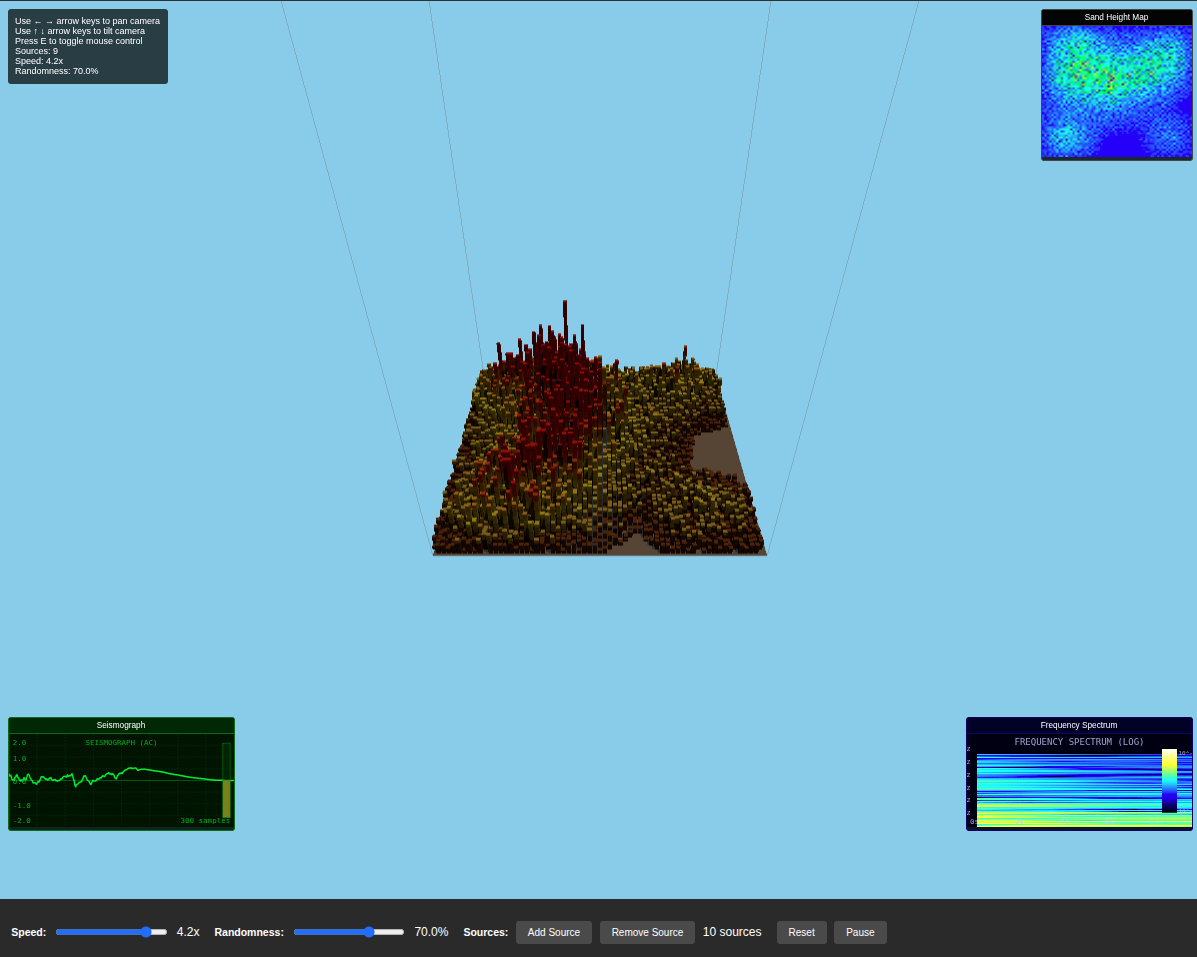 Use ← → arrow keys to pan camera
Use ↑ ↓ arrow keys to tilt camera
Press E to toggle mouse control
Sources: 9
Speed: 4.2x
Randomness: 70.0%
Sand Height Map
Seismograph
SEISMOGRAPH (AC)
2.0
1.0
0.0
-1.0
-2.0
300 samples
Frequency Spectrum
FREQUENCY SPECTRUM (LOG)
z
z
z
z
z
z
Speed: 4.2x Randomness: 70.0% Sources: Add Source Remove Source 10 sources Reset Pause